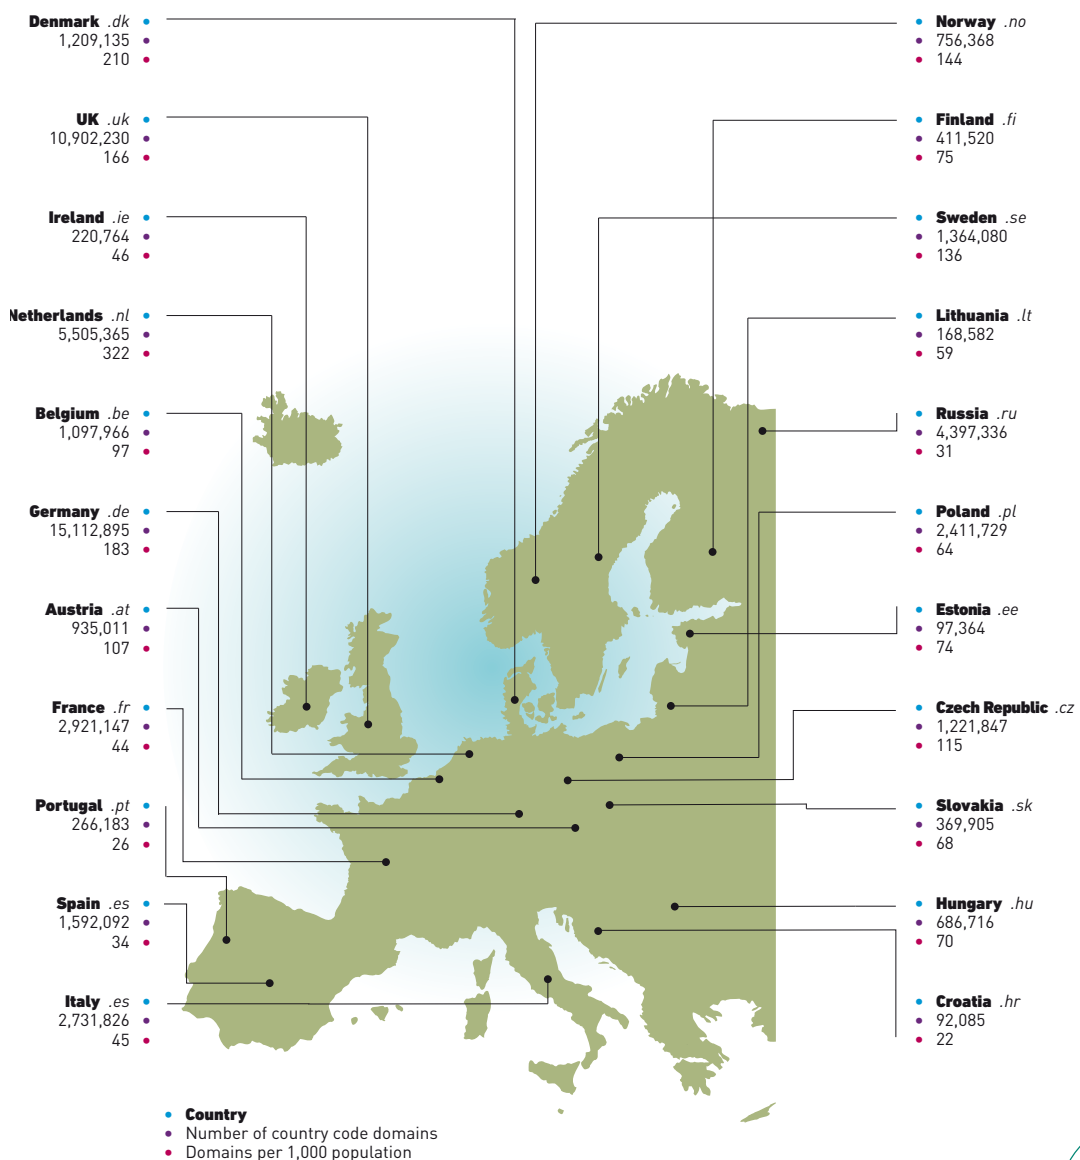 Denmark .dk
1,209,135
210
UK .uk
10,902,230
166
Ireland .ie
220,764
46
Netherlands .nl
5,505,365
322
Belgium .be
1,097,966
97
Germany .de
15,112,895
183
Austria .at
935,011
107
France .fr
2,921,147
44
Portugal .pt
266,183
26
Spain .es
1,592,092
34
Italy .es
2,731,826
45
Norway .no
756,368
144
Finland .fi
411,520
75
Sweden .se
1,364,080
136
Lithuania .lt
168,582
59
Russia .ru
4,397,336
31
Poland .pl
2,411,729
64
Estonia .ee
97,364
74
Czech Republic .cz
1,221,847
115
Slovakia .sk
369,905
68
Hungary .hu
686,716
70
Croatia .hr
92,085
22
Country
Number of country code domains
Domains per 1,000 population